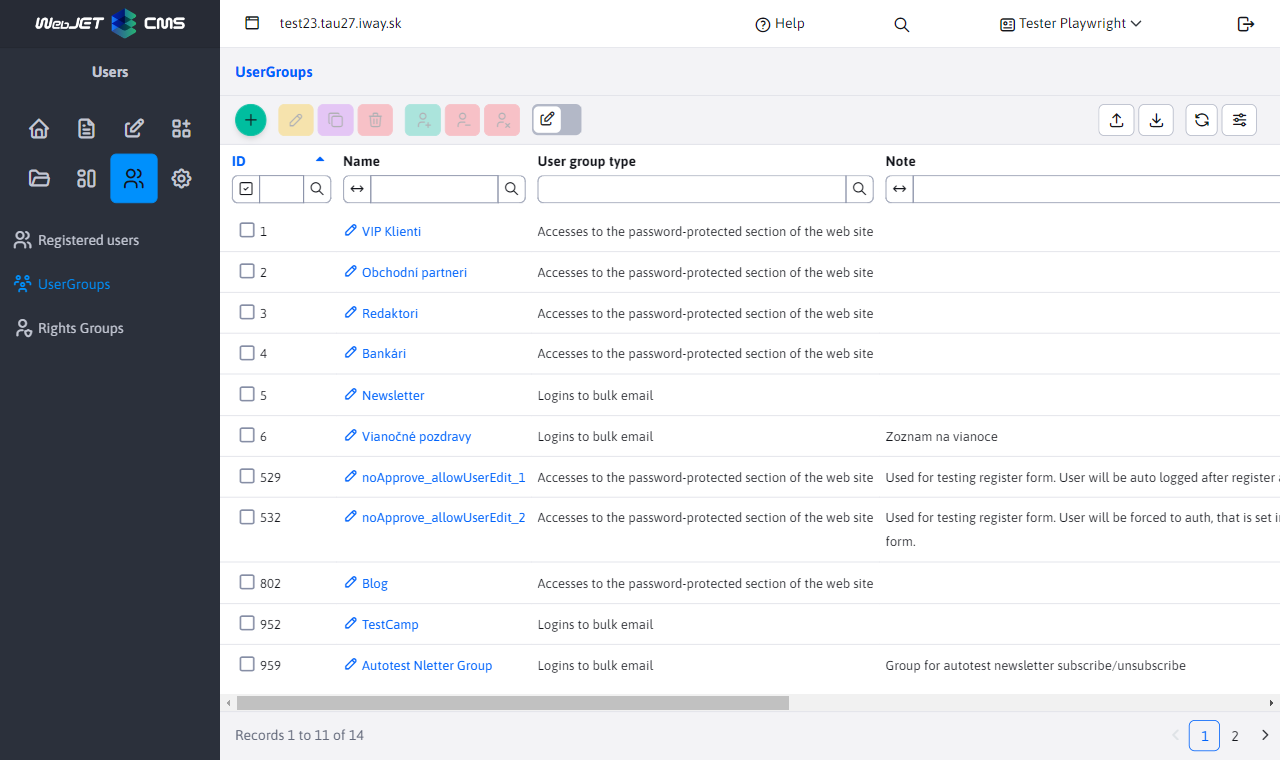 WebJET CMS
test23.tau27.iway.sk
Help
Tester Playwright
Users
UserGroups
Registered users
UserGroups
Rights Groups
ID
Name
User group type
Note
1 VIP Klienti Accesses to the password-protected section of the web site
2 Obchodní partneri Accesses to the password-protected section of the web site
3 Redaktori Accesses to the password-protected section of the web site
4 Bankári Accesses to the password-protected section of the web site
5 Newsletter Logins to bulk email
6 Vianočné pozdravy Logins to bulk email Zoznam na vianoce
529 noApprove_allowUserEdit_1 Accesses to the password-protected section of the web site Used for testing register form. User will be auto logged after register
532 noApprove_allowUserEdit_2 Accesses to the password-protected section of the web site Used for testing register form. User will be forced to auth, that is set
form.
802 Blog Accesses to the password-protected section of the web site
952 TestCamp Logins to bulk email
959 Autotest Nletter Group Logins to bulk email Group for autotest newsletter subscribe/unsubscribe
Records 1 to 11 of 14
1 2